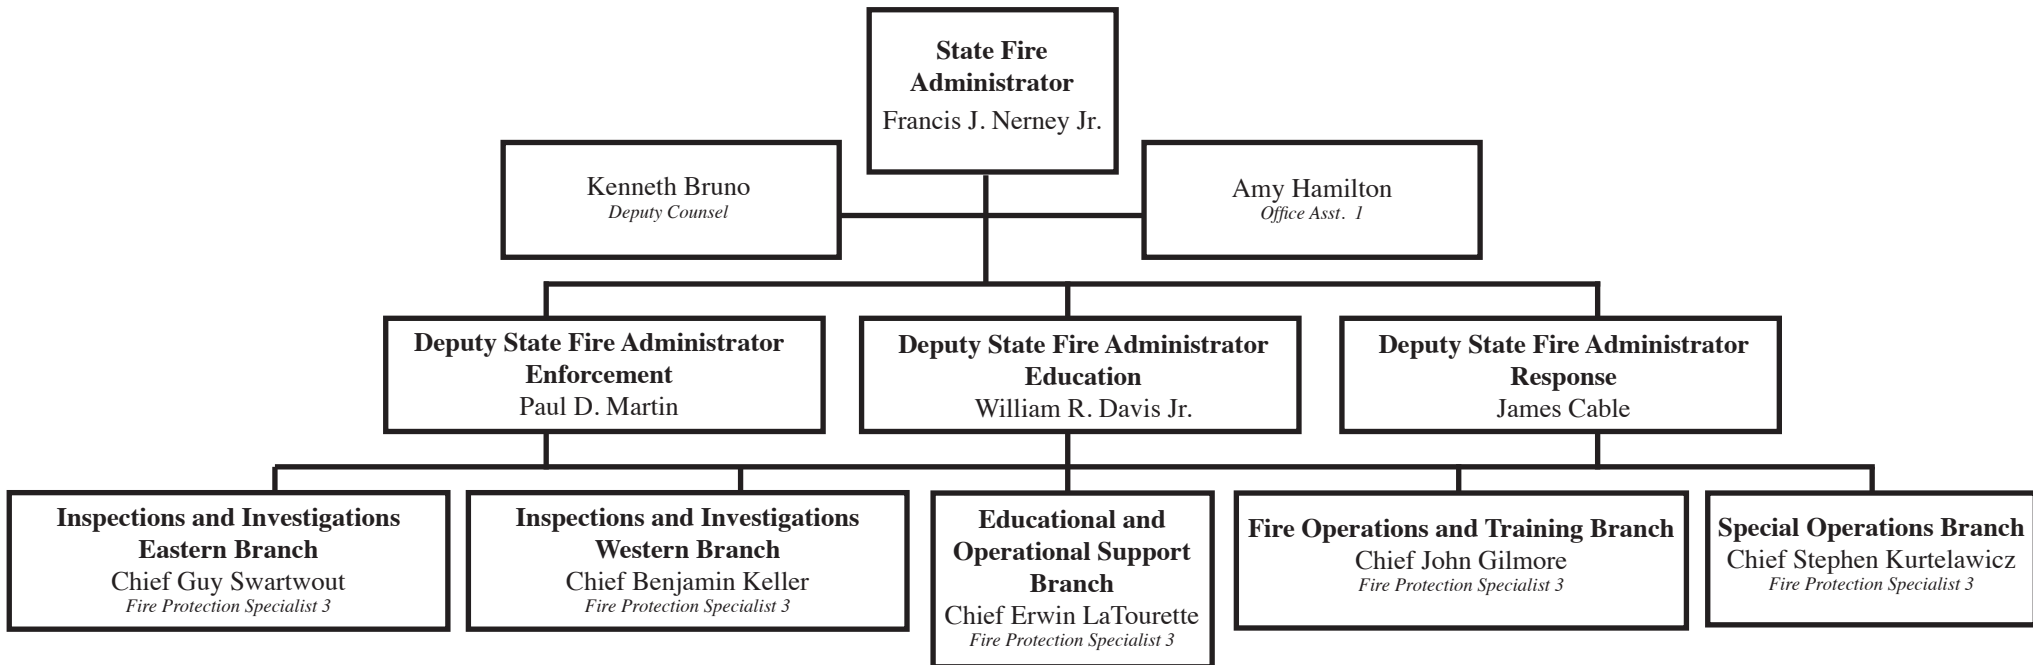 State Fire
Administrator
Francis J. Nerney Jr.
Kenneth Bruno
Deputy Counsel
Amy Hamilton
Office Asst. 1
Deputy State Fire Administrator
Enforcement
Paul D. Martin
Deputy State Fire Administrator
Education
William R. Davis Jr.
Deputy State Fire Administrator
Response
James Cable
Inspections and Investigations
Eastern Branch
Chief Guy Swartwout
Fire Protection Specialist 3
Inspections and Investigations
Western Branch
Chief Benjamin Keller
Fire Protection Specialist 3
Educational and
Operational Support
Branch
Chief Erwin LaTourette
Fire Protection Specialist 3
Fire Operations and Training Branch
Chief John Gilmore
Fire Protection Specialist 3
Special Operations Branch
Chief Stephen Kurtelawicz
Fire Protection Specialist 3